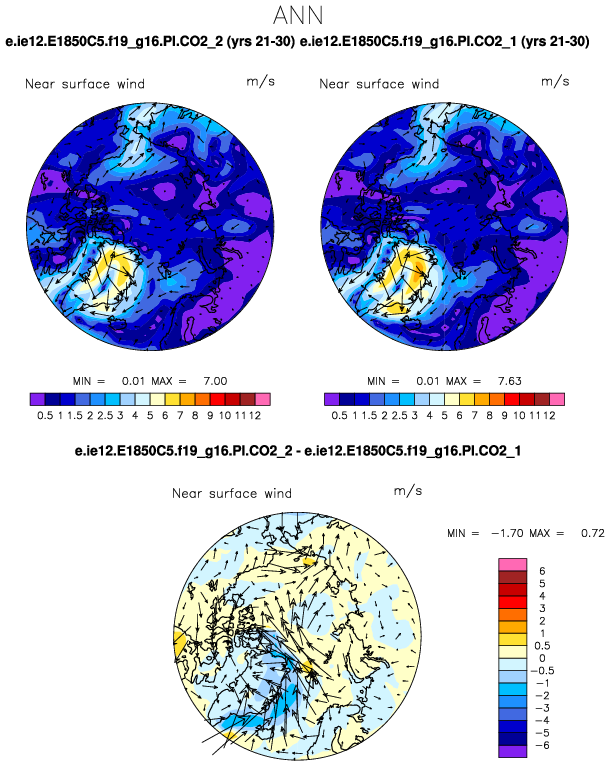 ANN
e.ie12.E1850C5.f19_g16.PI.CO2_2 (yrs 21-30) e.ie12.E1850C5.f19_g16.PI.CO2_1 (yrs 21-30)
Near surface wind m/s Near surface wind m/s
MIN = 0.01 MAX = 7.00 MIN = 0.01 MAX = 7.63
0.5 1 1.5 2 2.5 3 4 5 6 7 8 9 10 11 12 0.5 1 1.5 2 2.5 3 4 5 6 7 8 9 10 11 12
e.ie12.E1850C5.f19_g16.PI.CO2_2 - e.ie12.E1850C5.f19_g16.PI.CO2_1
Near surface wind m/s
MIN = -1.70 MAX = 0.72
6
5
4
3
2
1
0.5
0
-0.5
-1
-2
-3
-4
-5
-6